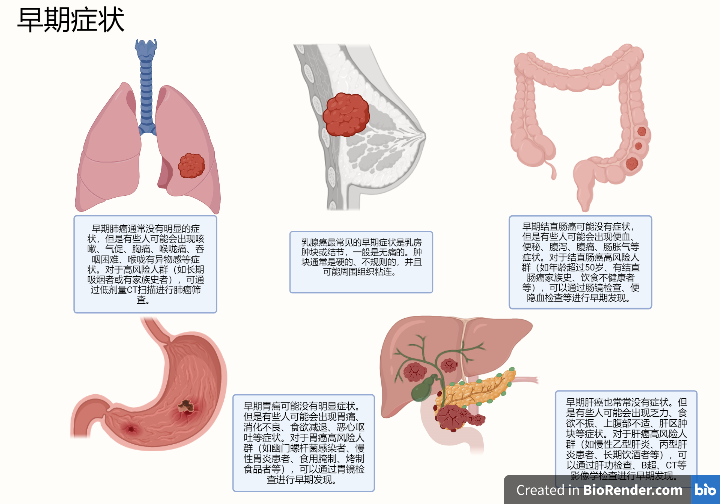 早期症状
早期肺癌通常没有明显的症
状，但是有些人可能会出现咳
嗽、气促、胸痛、喉咙痛、吞
咽困难、喉咙有异物感等症
状。对于高风险人群（如长期
吸烟者或有家族史者），可通
过低剂量CT扫描进行肺癌筛
查。
乳腺癌最常见的早期症状是乳房
肿块或结节，一般是无痛的。肿
块通常是硬的、不规则的，并且
可能周围组织粘连。
早期结直肠癌可能没有症状，
但是有些人可能会出现便血、
便秘、腹泻、腹痛、肠胀气等
症状。对于结直肠癌高风险人
群（如年龄超过50岁、有结直
肠癌家族史、饮食不健康者
等），可以通过肠镜检查、便
隐血检查等进行早期发现。
早期胃癌可能没有明显症状。
但是有些人可能会出现胃痛、
消化不良、食欲减退、恶心呕
吐等症状。对于胃癌高风险人
群（如幽门螺杆菌感染者、慢
性胃炎患者、食用腌制、烤制
食品者等），可以通过胃镜检
查进行早期发现。
早期肝癌也常常没有症状。但
是有些人可能会出现乏力、食
欲不振、上腹部不适、肝区肿
块等症状。对于肝癌高风险人
群（如慢性乙型肝炎、丙型肝
炎患者、长期饮酒者等），可
以通过肝功检查、B超、CT等
影像学检查进行早期发现。
Created in BioRender.com bio